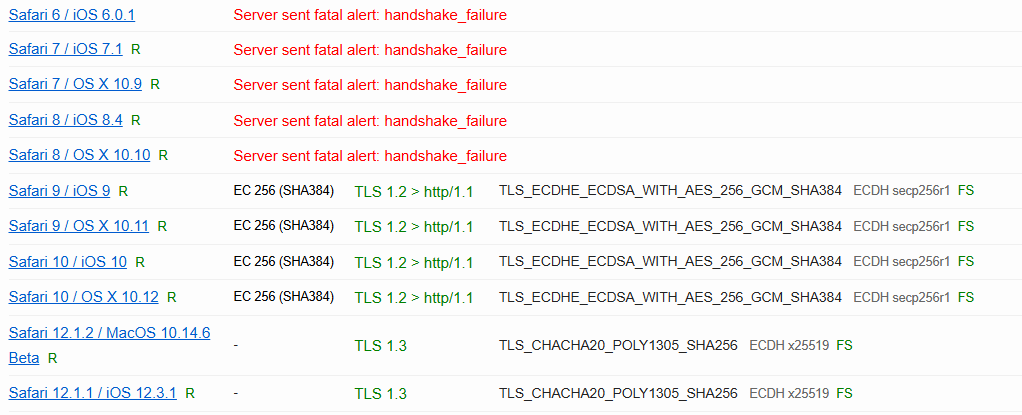 Safari 6 / iOS 6.0.1 Server sent fatal alert: handshake_failure
Safari 7 / iOS 7.1 R Server sent fatal alert: handshake_failure
Safari 7 / OS X 10.9 R Server sent fatal alert: handshake_failure
Safari 8 / iOS 8.4 R Server sent fatal alert: handshake_failure
Safari 8 / OS X 10.10 R Server sent fatal alert: handshake_failure
Safari 9 / iOS 9 R EC 256 (SHA384) TLS 1.2 > http/1.1 TLS_ECDHE_ECDSA_WITH_AES_256_GCM_SHA384 ECDH secp256r1 FS
Safari 9 / OS X 10.11 R EC 256 (SHA384) TLS 1.2 > http/1.1 TLS_ECDHE_ECDSA_WITH_AES_256_GCM_SHA384 ECDH secp256r1 FS
Safari 10 / iOS 10 R EC 256 (SHA384) TLS 1.2 > http/1.1 TLS_ECDHE_ECDSA_WITH_AES_256_GCM_SHA384 ECDH secp256r1 FS
Safari 10 / OS X 10.12 R EC 256 (SHA384) TLS 1.2 > http/1.1 TLS_ECDHE_ECDSA_WITH_AES_256_GCM_SHA384 ECDH secp256r1 FS
Safari 12.1.2 / MacOS 10.14.6
Beta R - TLS 1.3 TLS_CHACHA20_POLY1305_SHA256 ECDH x25519 FS
Safari 12.1.1 / iOS 12.3.1 R - TLS 1.3 TLS_CHACHA20_POLY1305_SHA256 ECDH x25519 FS